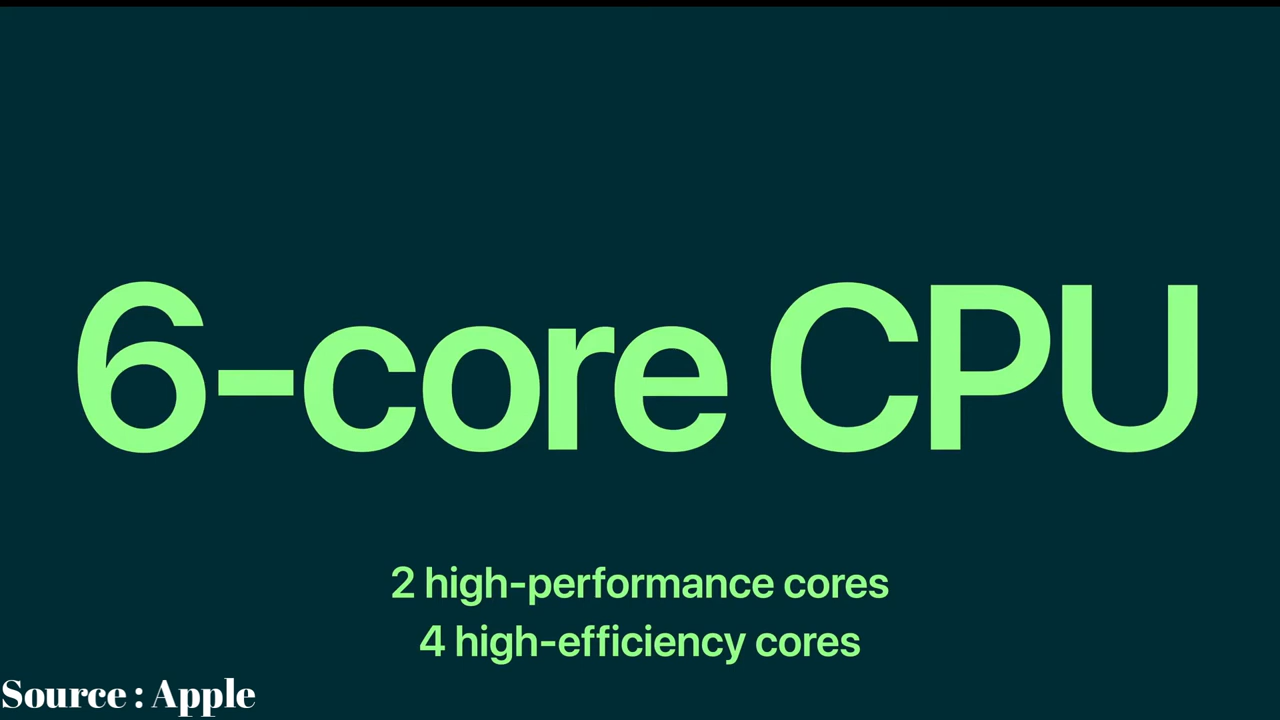 6-core CPU
2 high-performance cores
4 high-efficiency cores
Source : Apple